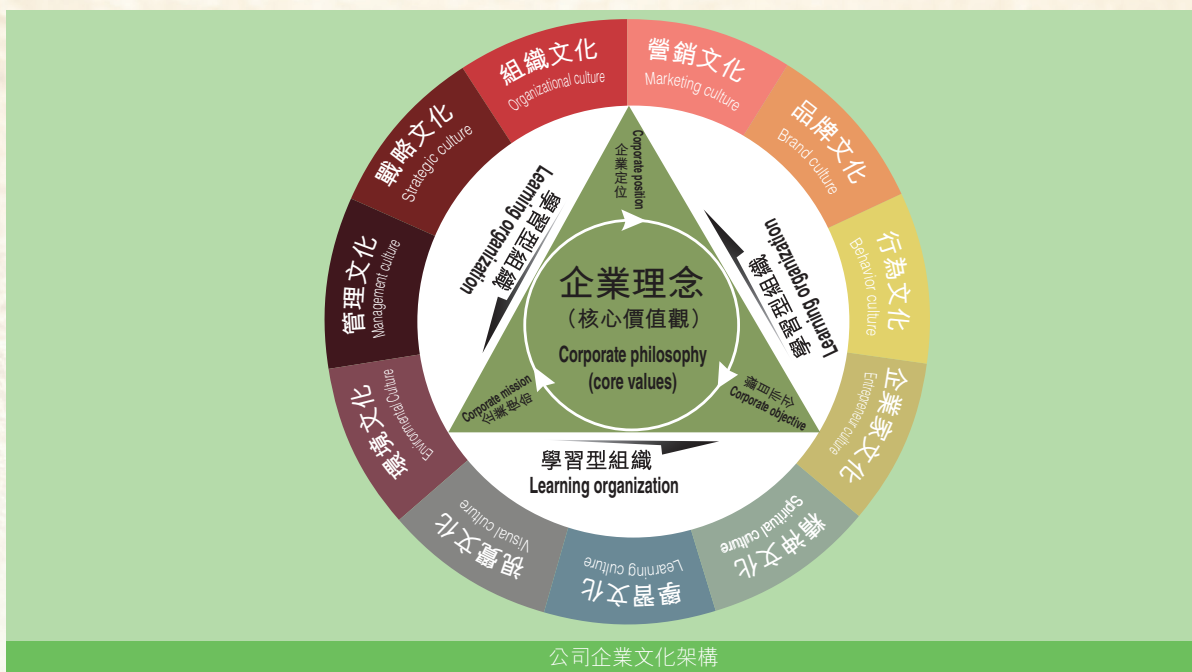 組織文化
Organizational culture
營銷文化
Marketing culture
品牌文化
Brand culture
行為文化
Behavior culture
企業家文化
Entrepreneur culture
精神文化
Spiritual culture
學習文化
Learning culture
視覺文化
Visual culture
環境文化
Environmental Culture
管理文化
Management culture
戰略文化
Strategic culture
學習型組織
Learning organization
Learning organization
學習型組織
學習型組織
Learning organization
Corporate position
企業定位
企業理念
（核心價值觀）
Corporate philosophy
(core values)
Corporate mission
企業使命
企业目標
Corporate objective
公司企業文化架構